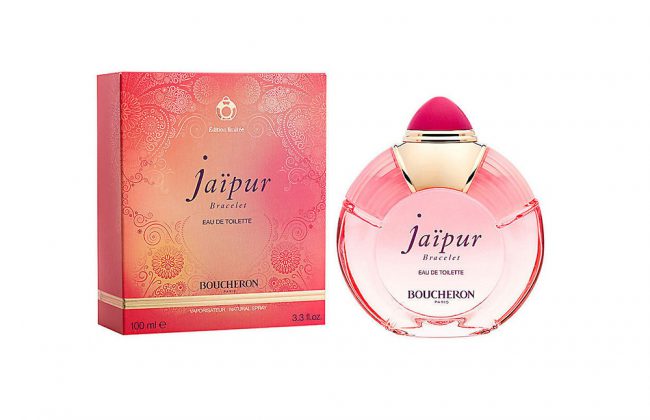 Édition limitée
Jaïpur
Bracelet
EAU DE TOILETTE
BOUCHERON
PARIS
VAPORISATEUR · NATURAL SPRAY
100 ml ℮ 3.3 fl.oz.
Jaïpur
Bracelet
EAU DE TOILETTE
BOUCHERON
PARIS